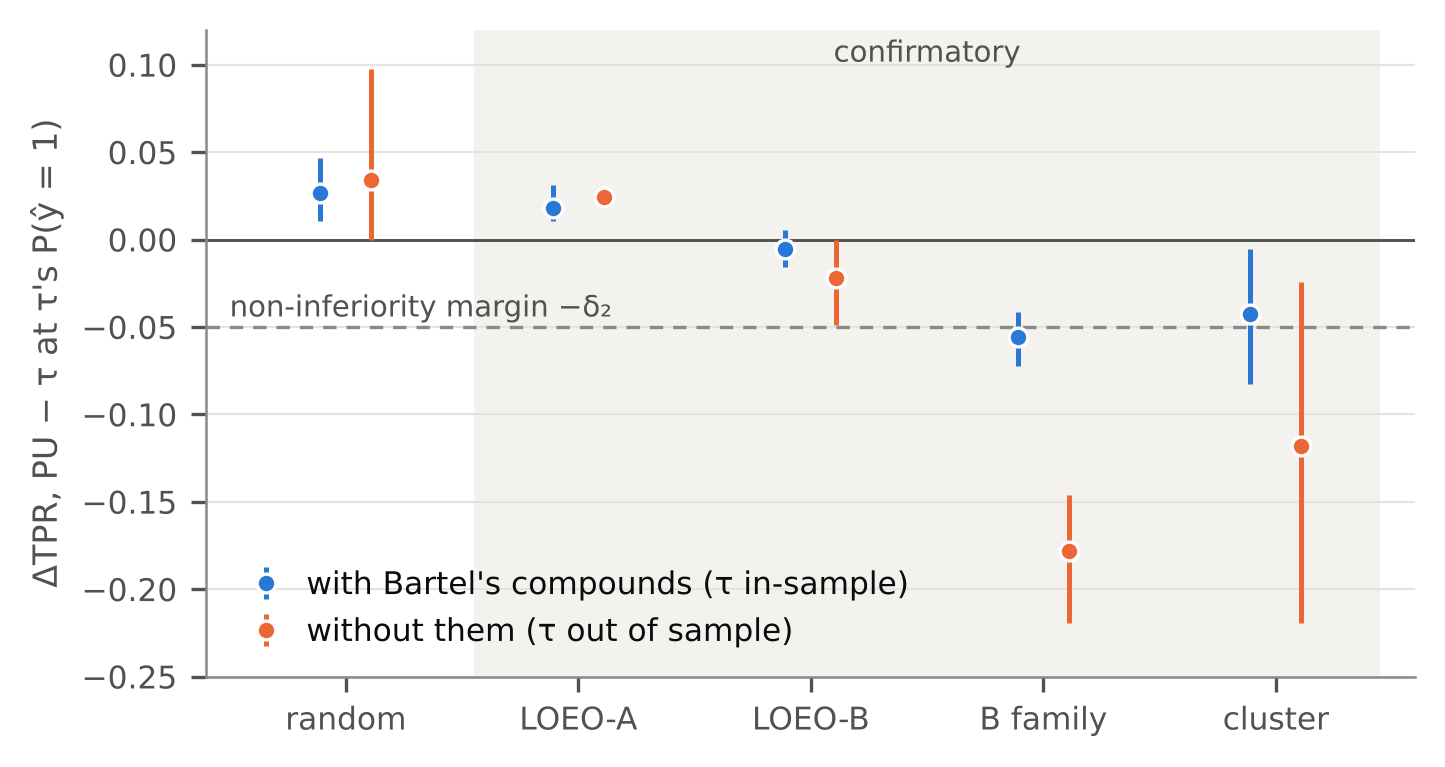 confirmatory
0.10
0.05
0.00
−0.05
−0.10
−0.15
−0.20
−0.25
ΔTPR, PU − τ at τ's P(ŷ = 1)
non-inferiority margin −δ₂
with Bartel's compounds (τ in-sample)
without them (τ out of sample)
random
LOEO-A
LOEO-B
B family
cluster